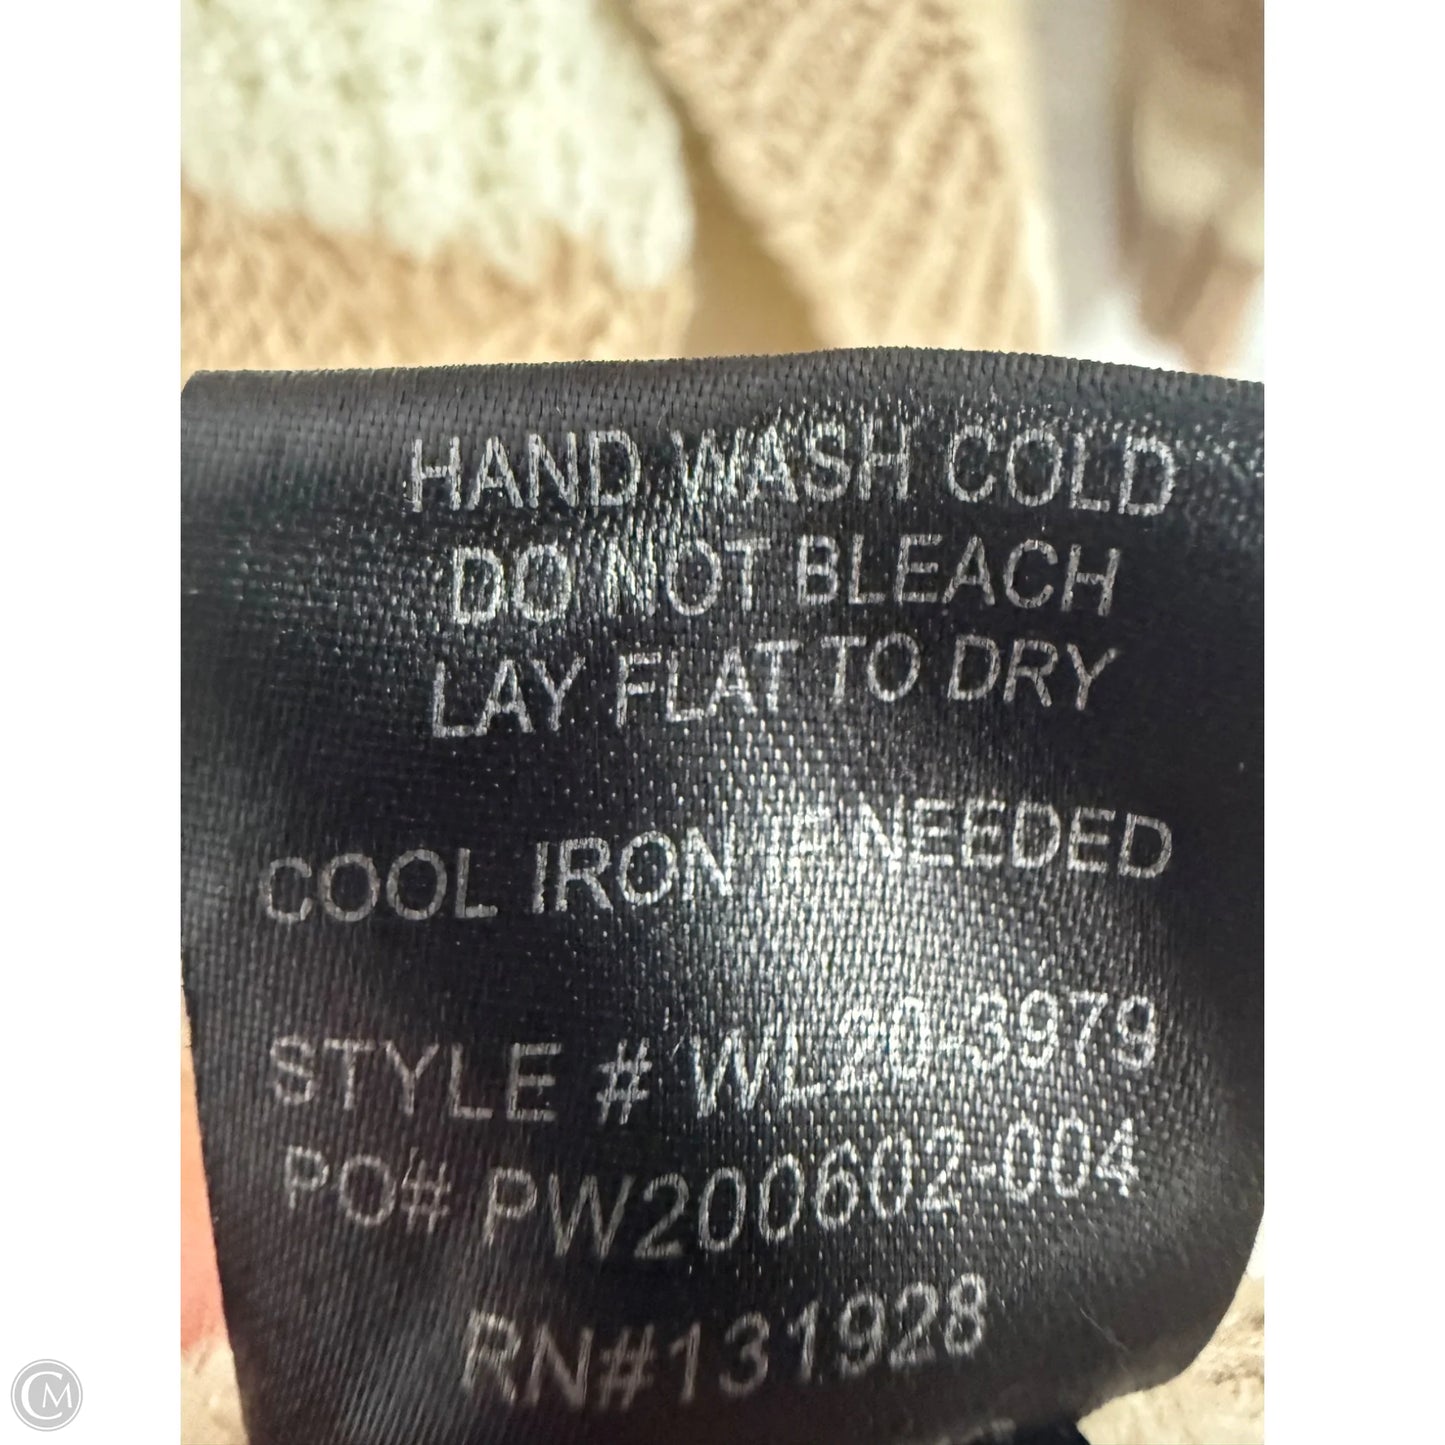 HAND WASH COLD
DO NOT BLEACH
LAY FLAT TO DRY
COOL IRON IF NEEDED
STYLE # WL20-3979
PO# PW200602-004
RN#131928
CM